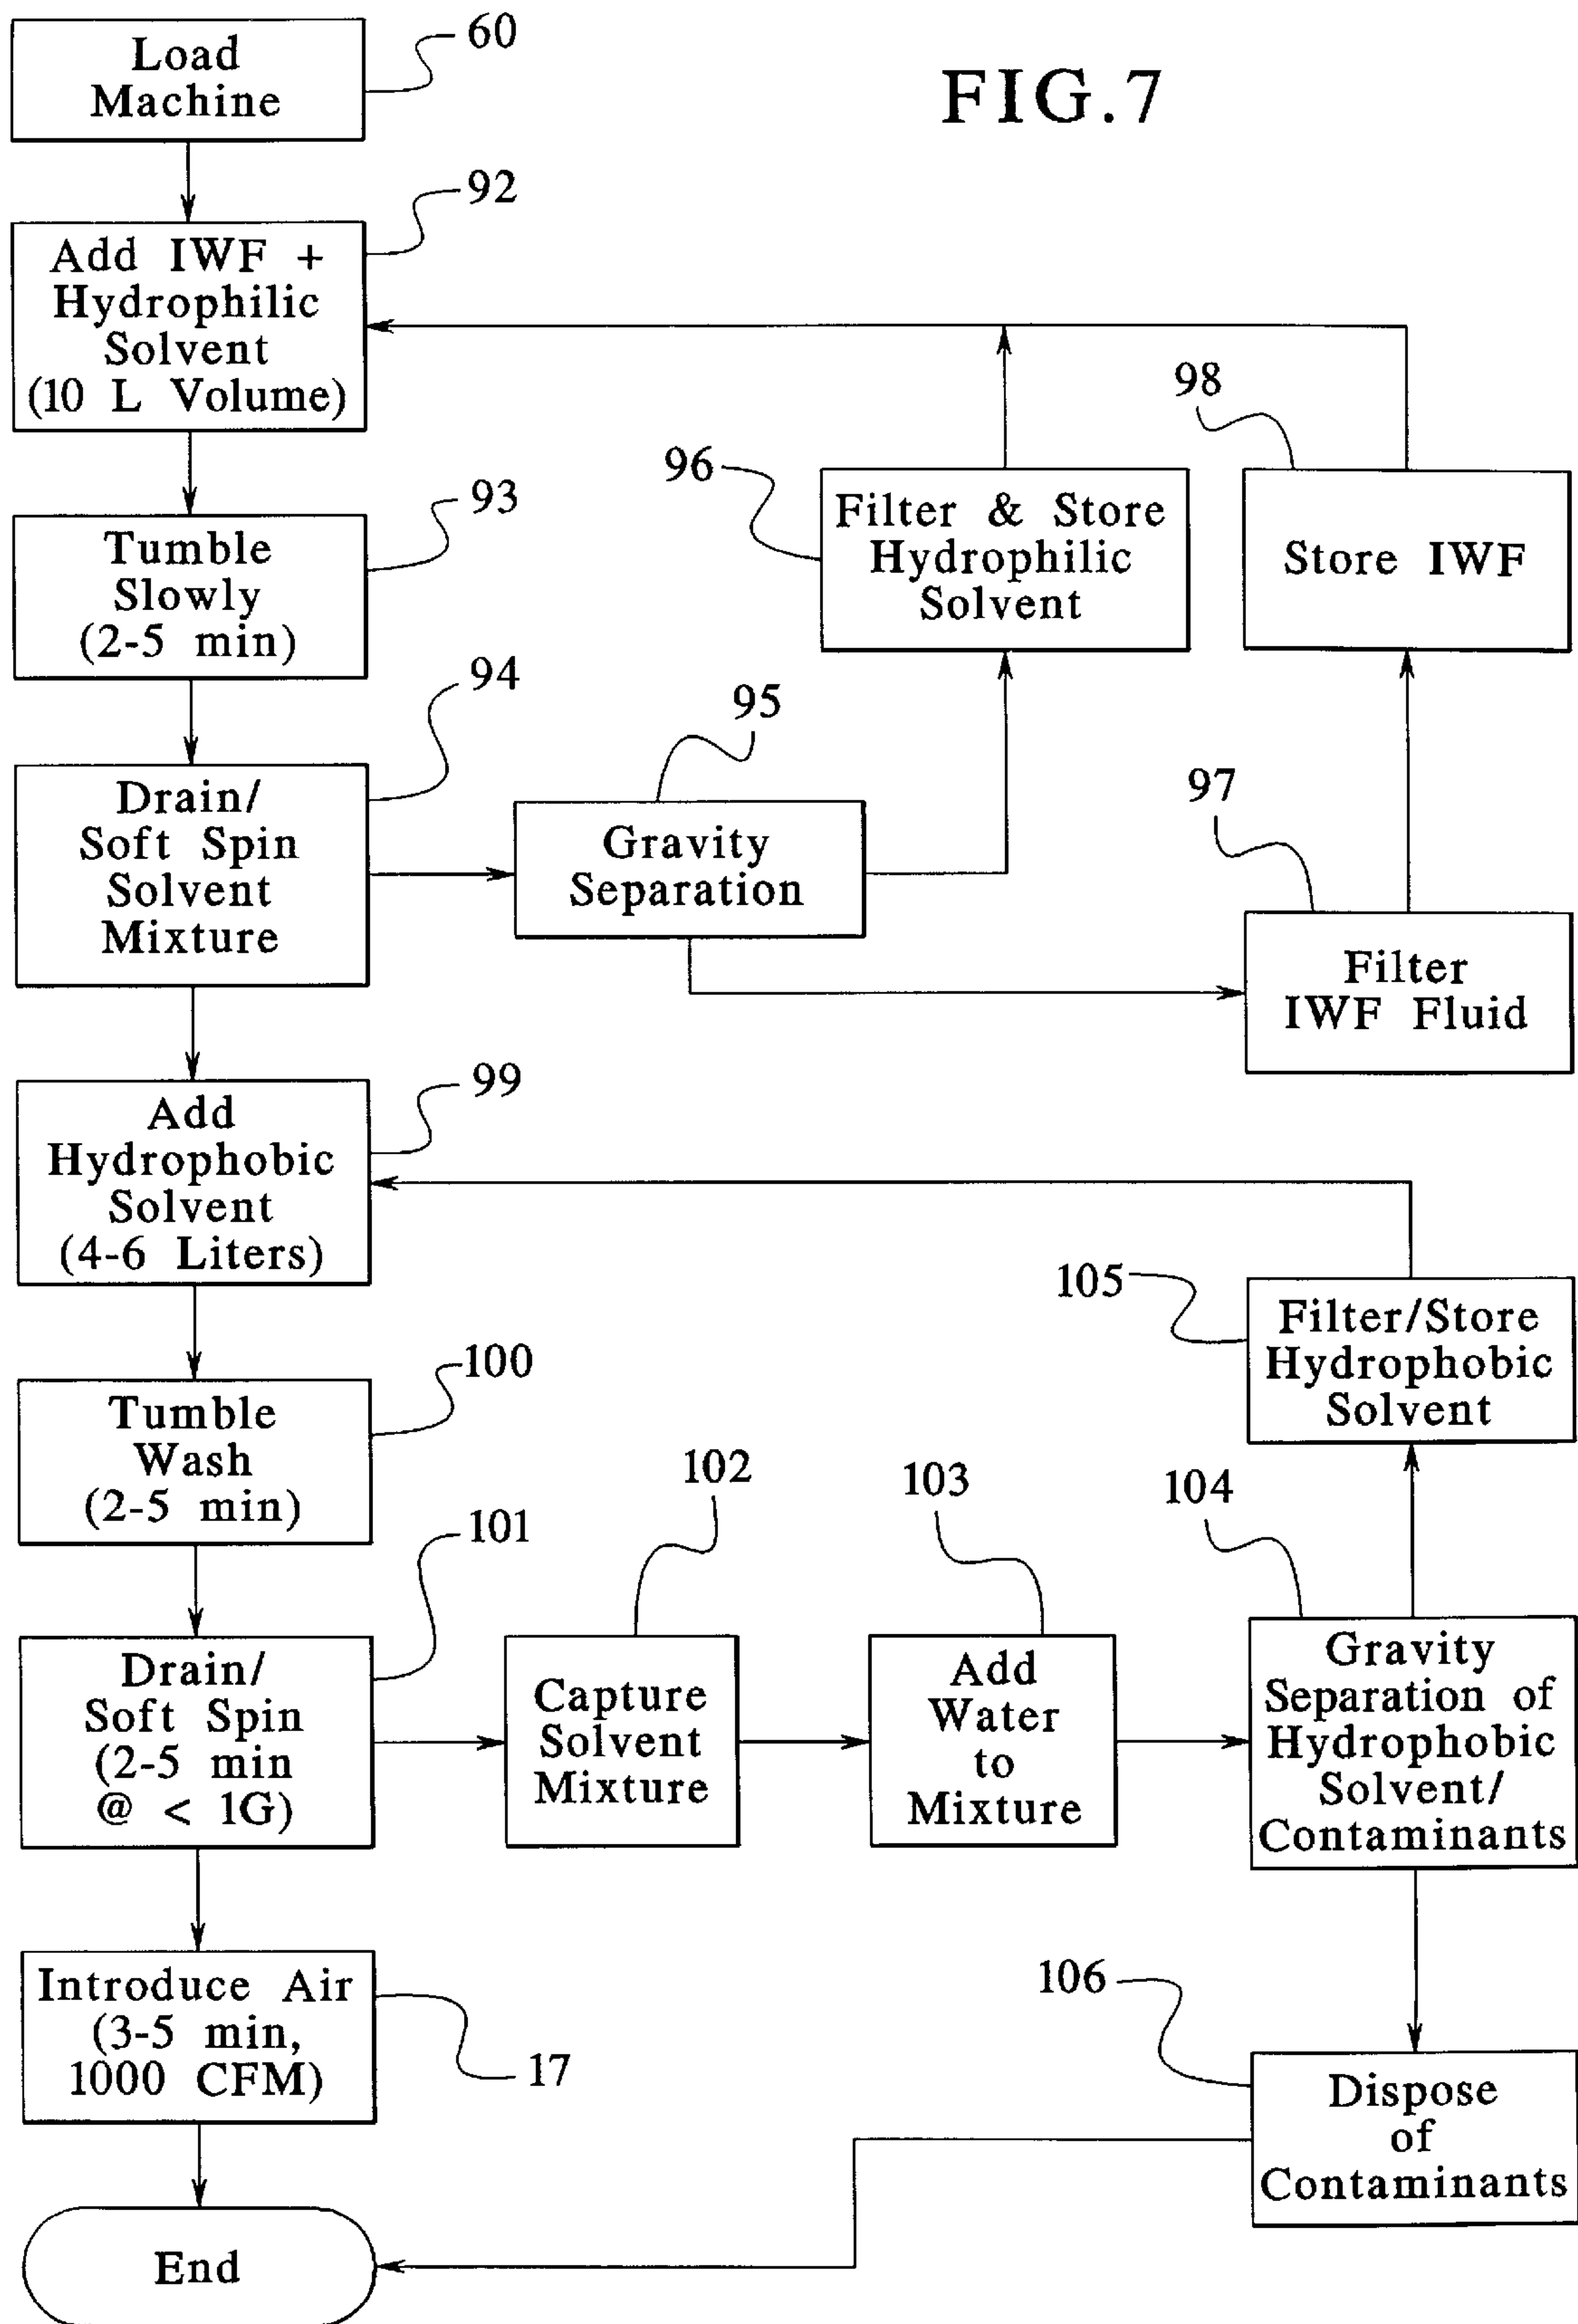 FIG.7
Load
Machine
60
Add IWF +
Hydrophilic
Solvent
(10 L Volume)
92
Tumble
Slowly
(2-5 min)
93
Drain/
Soft Spin
Solvent
Mixture
94
Gravity
Separation
95
Filter & Store
Hydrophilic
Solvent
96
Filter
IWF Fluid
97
Store IWF
98
Add
Hydrophobic
Solvent
(4-6 Liters)
99
Tumble
Wash
(2-5 min)
100
Drain/
Soft Spin
(2-5 min
@ < 1G)
101
Capture
Solvent
Mixture
102
Add
Water
to
Mixture
103
Gravity
Separation of
Hydrophobic
Solvent/
Contaminants
104
Filter/Store
Hydrophobic
Solvent
105
Dispose
of
Contaminants
106
Introduce Air
(3-5 min,
1000 CFM)
17
End